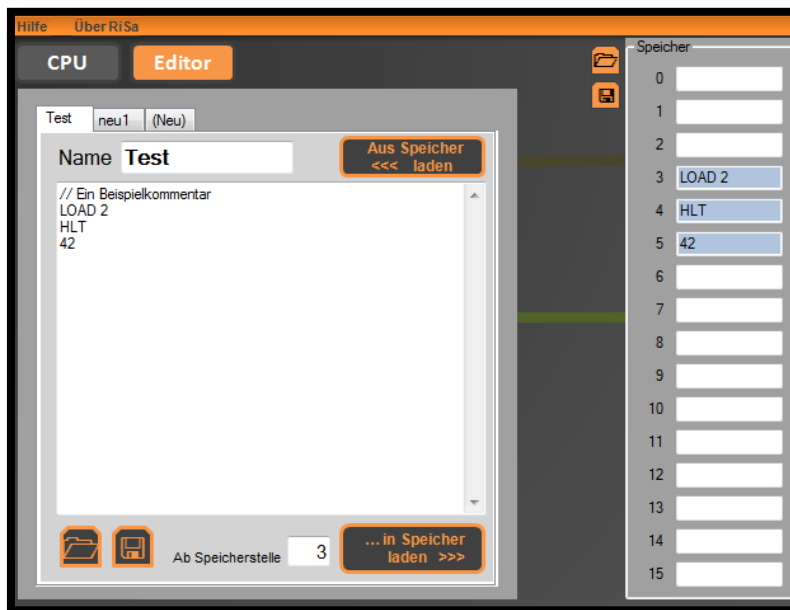 Hilfe Über RiSa
CPU Editor
Test neu1 (Neu)
Name Test
Aus Speicher
<<< laden
// Ein Beispielkommentar
LOAD 2
HLT
42
Ab Speicherstelle 3
... in Speicher
laden >>>
Speicher
0
1
2
3 LOAD 2
4 HLT
5 42
6
7
8
9
10
11
12
13
14
15